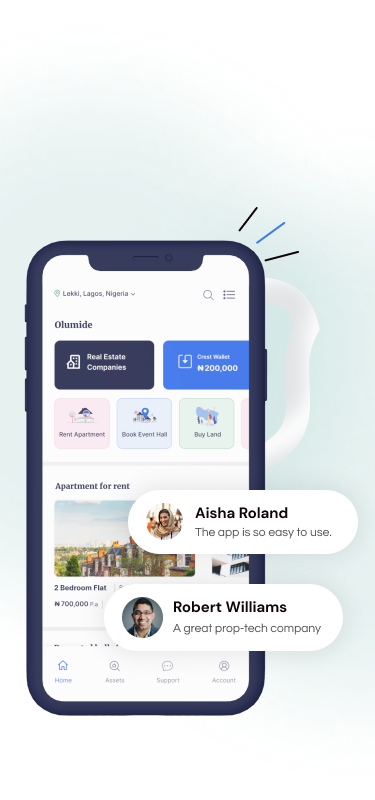 Lekki, Lagos, Nigeria
Olumide
Real Estate
Companies
Crest Wallet
₦200,000
Rent Apartment
Book Event Hall
Buy Land
Apartment for rent
Aisha Roland
The app is so easy to use.
2 Bedroom Flat
₦700,000 P.a
Robert Williams
A great prop-tech company
Home
Assets
Support
Account